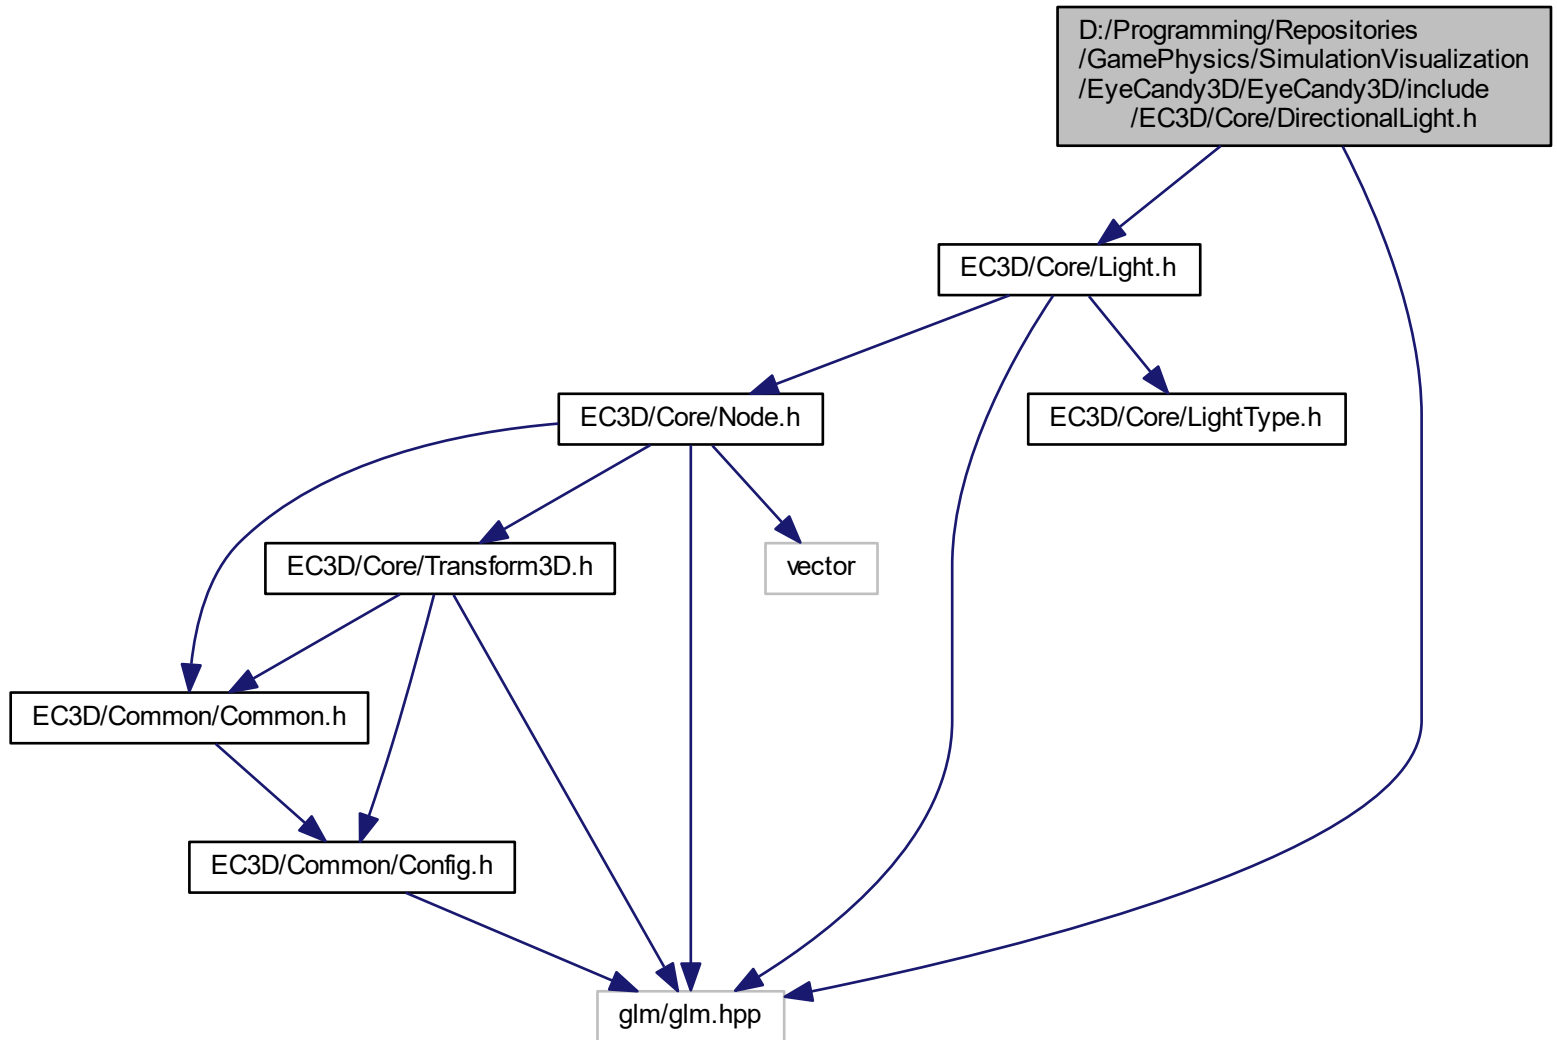 D:/Programming/Repositories
/GamePhysics/SimulationVisualization
/EyeCandy3D/EyeCandy3D/include
/EC3D/Core/DirectionalLight.h
EC3D/Core/Light.h
EC3D/Core/Node.h
EC3D/Core/LightType.h
EC3D/Core/Transform3D.h
vector
EC3D/Common/Common.h
EC3D/Common/Config.h
glm/glm.hpp